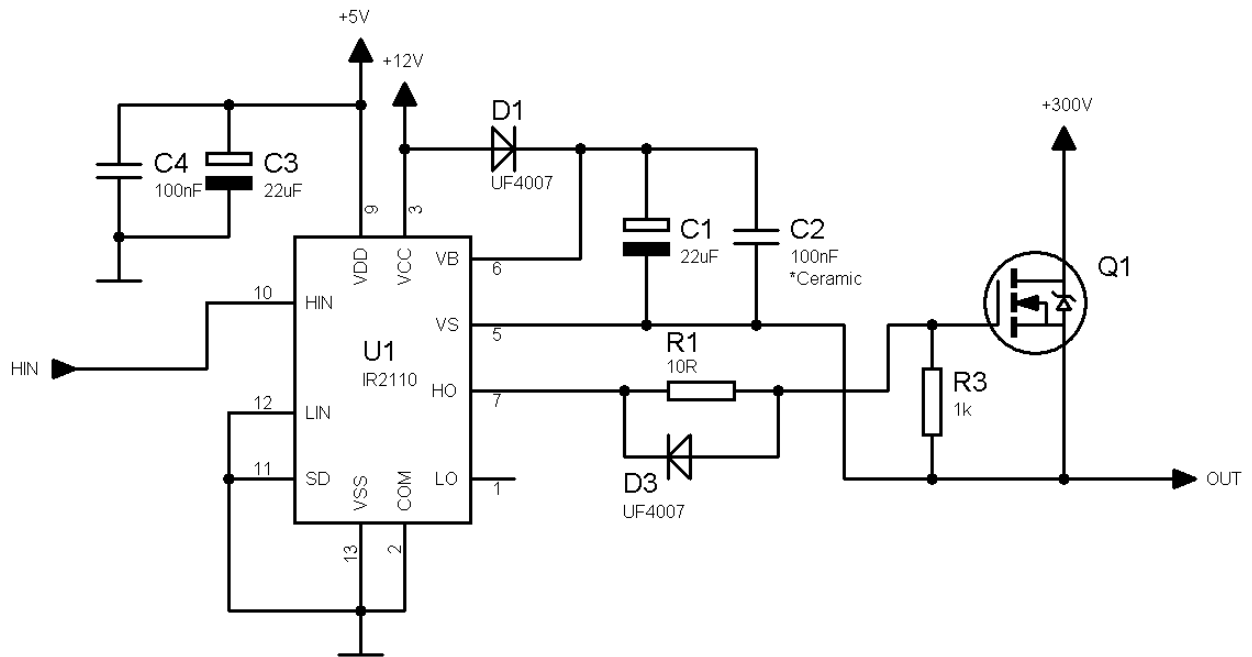 +5V
+12V
+300V
D1
UF4007
C4
100nF
C3
22uF
9
3
VDD
VCC
VB
6
C1
22uF
C2
100nF
*Ceramic
Q1
10
HIN
VS
5
U1
IR2110
R1
10R
HIN
HO
7
R3
1k
12
LIN
11
SD
VSS
COM
LO
1
D3
UF4007
OUT
13
2